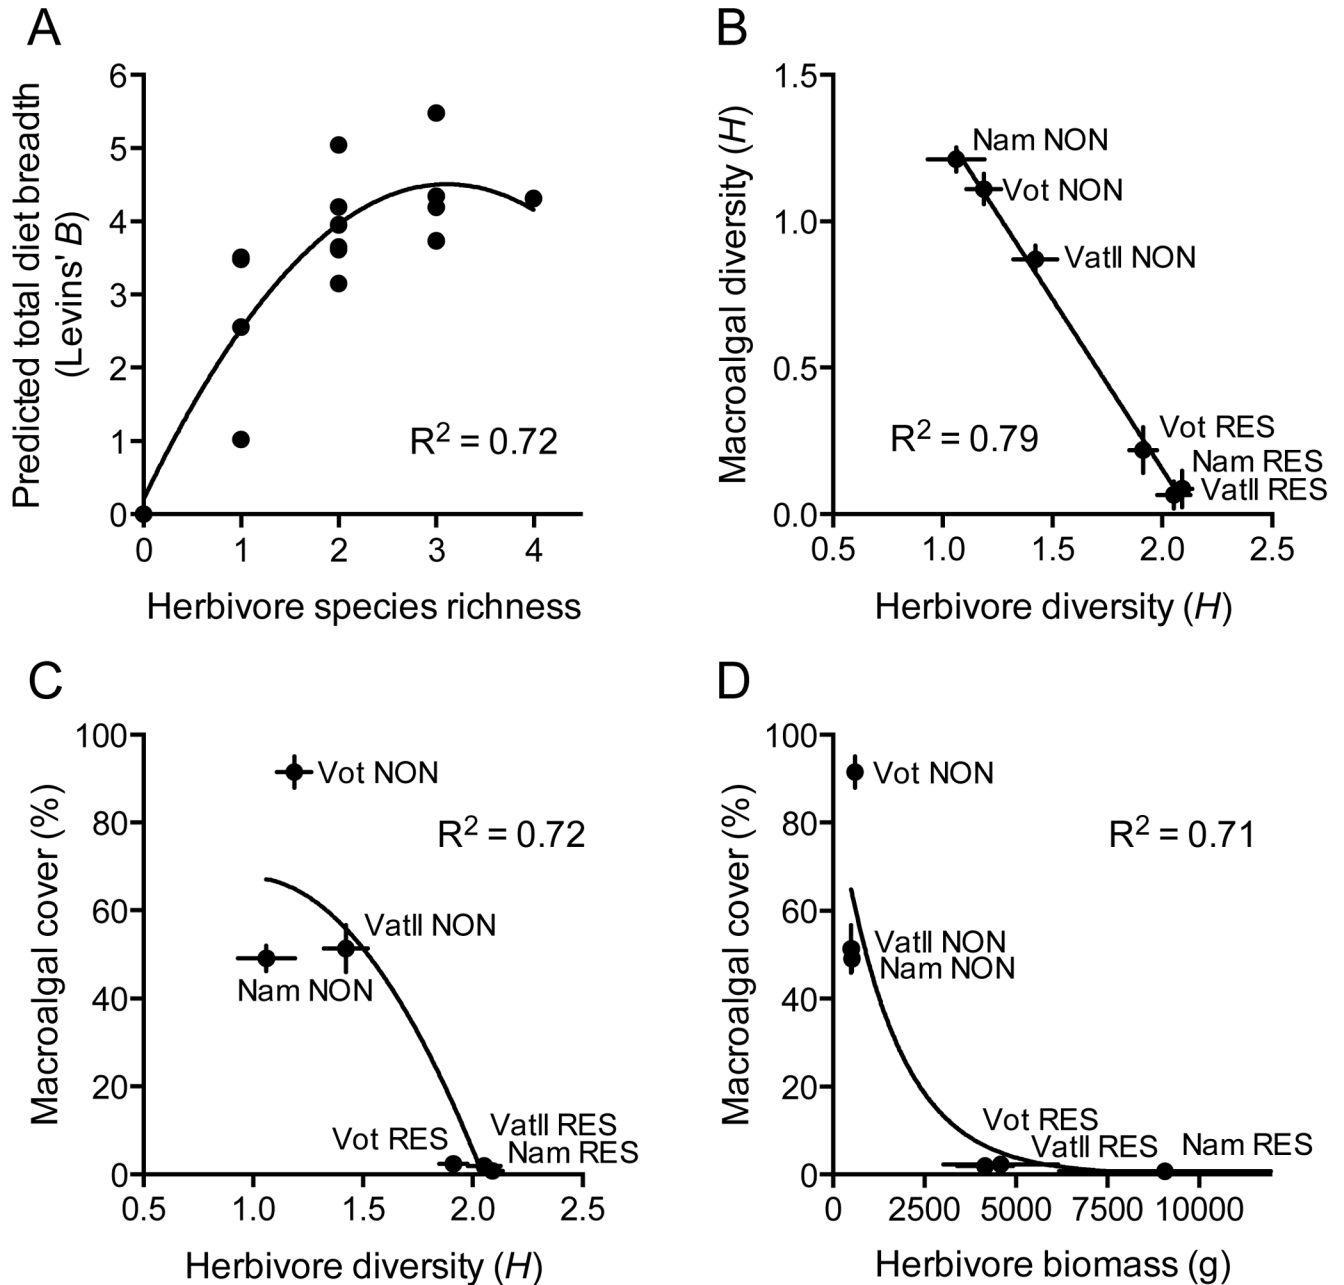 A
Predicted total diet breadth
(Levins' B)
6
5
4
3
2
1
0
R² = 0.72
0 1 2 3 4
Herbivore species richness
B
Macroalgal diversity (H)
1.5
1.0
0.5
0.0
Nam NON
Vot NON
VatII NON
R² = 0.79
Vot RES
Nam RES
VatII RES
0.5 1.0 1.5 2.0 2.5
Herbivore diversity (H)
C
Macroalgal cover (%)
100
80
60
40
20
0
Vot NON
R² = 0.72
VatII NON
Nam NON
Vot RES
VatII RES
Nam RES
0.5 1.0 1.5 2.0 2.5
Herbivore diversity (H)
D
Macroalgal cover (%)
100
80
60
40
20
0
Vot NON
R² = 0.71
VatII NON
Nam NON
Vot RES
VatII RES
Nam RES
0 2500 5000 7500 10000
Herbivore biomass (g)